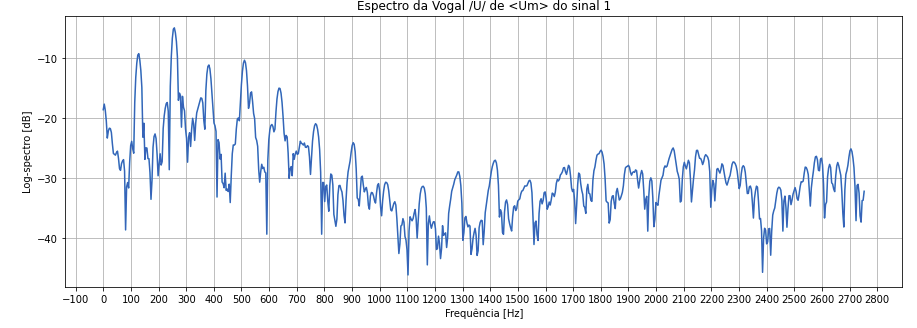 Espectro da Vogal /U/ de <Um> do sinal 1
Log-spectro [dB]
−10
−20
−30
−40
−100 0 100 200 300 400 500 600 700 800 900 1000 1100 1200 1300 1400 1500 1600 1700 1800 1900 2000 2100 2200 2300 2400 2500 2600 2700 2800
Frequência [Hz]